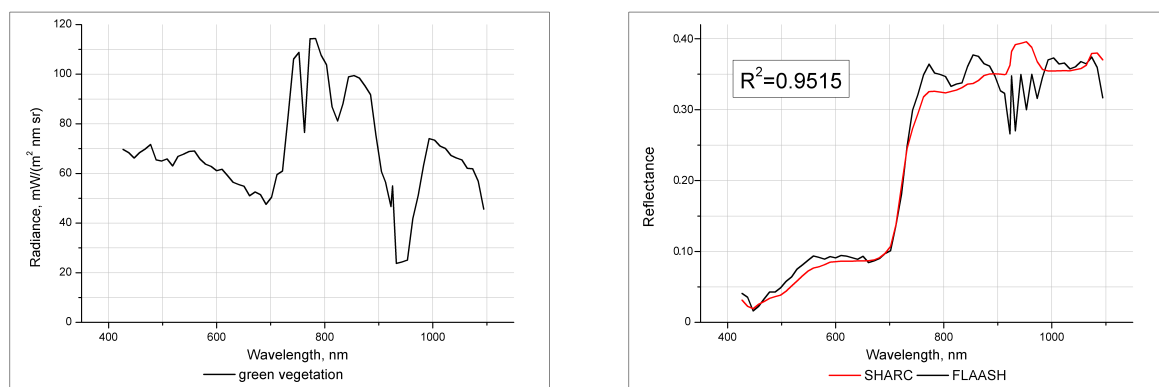 120
100
80
60
40
20
0
Radiance, mW/(m² nm sr)
400 600 800 1000
Wavelength, nm
green vegetation
0.40
0.30
0.20
0.10
0
Reflectance
R²=0.9515
400 600 800 1000
Wavelength, nm
SHARC FLAASH